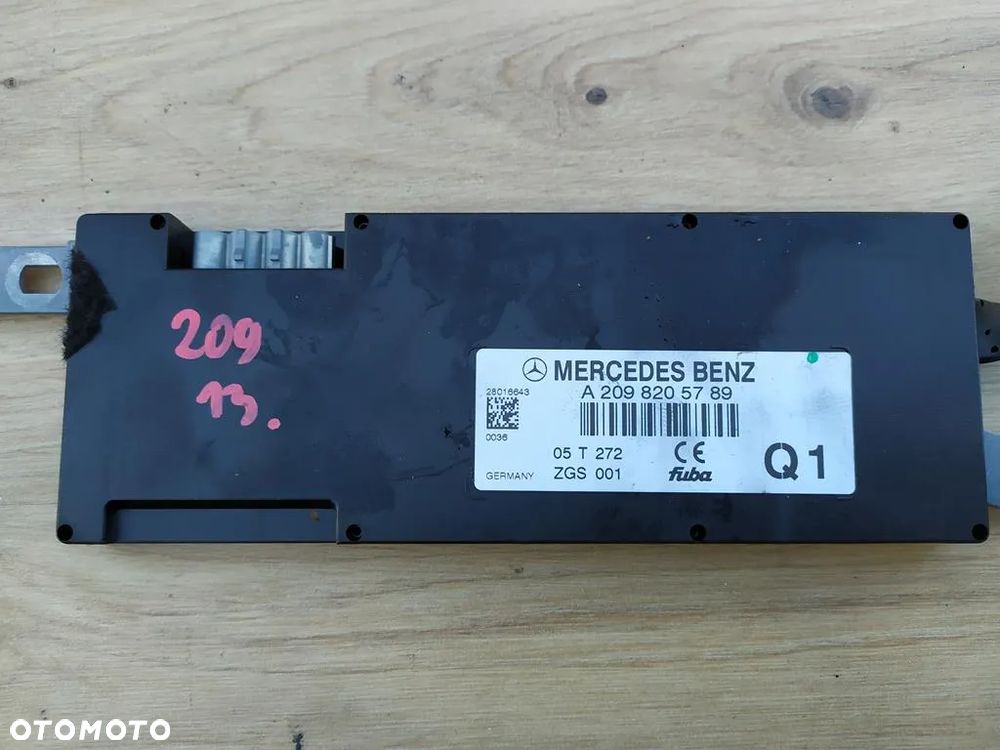 209
13.
MERCEDES BENZ
A 209 820 57 89
28016643
0036
05 T 272
CE
GERMANY
ZGS 001
fuba
Q1
OTOMOTO